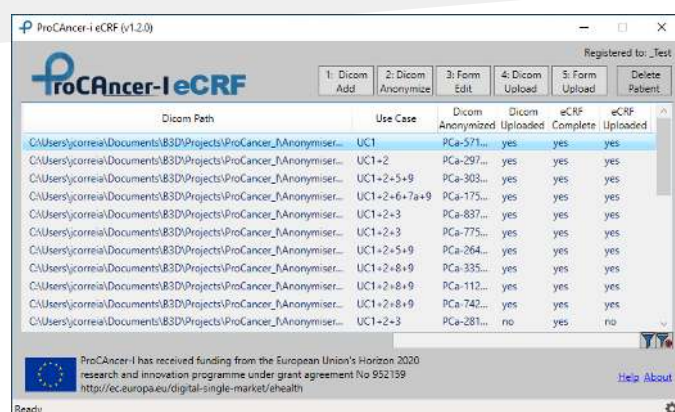 ProCAncer-i eCRF (v1.2.0)
Registered to: _Test
ProCAncer-I eCRF
1: Dicom Add
2: Dicom Anonymize
3: Form Edit
4: Dicom Upload
5: Form Upload
Delete Patient
Dicom Path Use Case Dicom Anonymized Dicom Uploaded eCRF Complete eCRF Uploaded
C:\Users\jcorreia\Documents\B3D\Projects\ProCancer_I\Anonymiser... UC1 PCa-571... yes yes yes
C:\Users\jcorreia\Documents\B3D\Projects\ProCancer_I\Anonymiser... UC1+2 PCa-297... yes yes yes
C:\Users\jcorreia\Documents\B3D\Projects\ProCancer_I\Anonymiser... UC1+2+5+9 PCa-303... yes yes yes
C:\Users\jcorreia\Documents\B3D\Projects\ProCancer_I\Anonymiser... UC1+2+6+7a+9 PCa-175... yes yes yes
C:\Users\jcorreia\Documents\B3D\Projects\ProCancer_I\Anonymiser... UC1+2+3 PCa-837... yes yes yes
C:\Users\jcorreia\Documents\B3D\Projects\ProCancer_I\Anonymiser... UC1+2+3 PCa-775... yes yes yes
C:\Users\jcorreia\Documents\B3D\Projects\ProCancer_I\Anonymiser... UC1+2+5+9 PCa-264... yes yes yes
C:\Users\jcorreia\Documents\B3D\Projects\ProCancer_I\Anonymiser... UC1+2+8+9 PCa-335... yes yes yes
C:\Users\jcorreia\Documents\B3D\Projects\ProCancer_I\Anonymiser... UC1+2+8+9 PCa-112... yes yes yes
C:\Users\jcorreia\Documents\B3D\Projects\ProCancer_I\Anonymiser... UC1+2+8+9 PCa-742... yes yes yes
C:\Users\jcorreia\Documents\B3D\Projects\ProCancer_I\Anonymiser... UC1+2+3 PCa-281... no yes no
ProCAncer-I has received funding from the European Union's Horizon 2020
research and innovation programme under grant agreement No 952159
http://ec.europa.eu/digital-single-market/ehealth
Help About
Ready